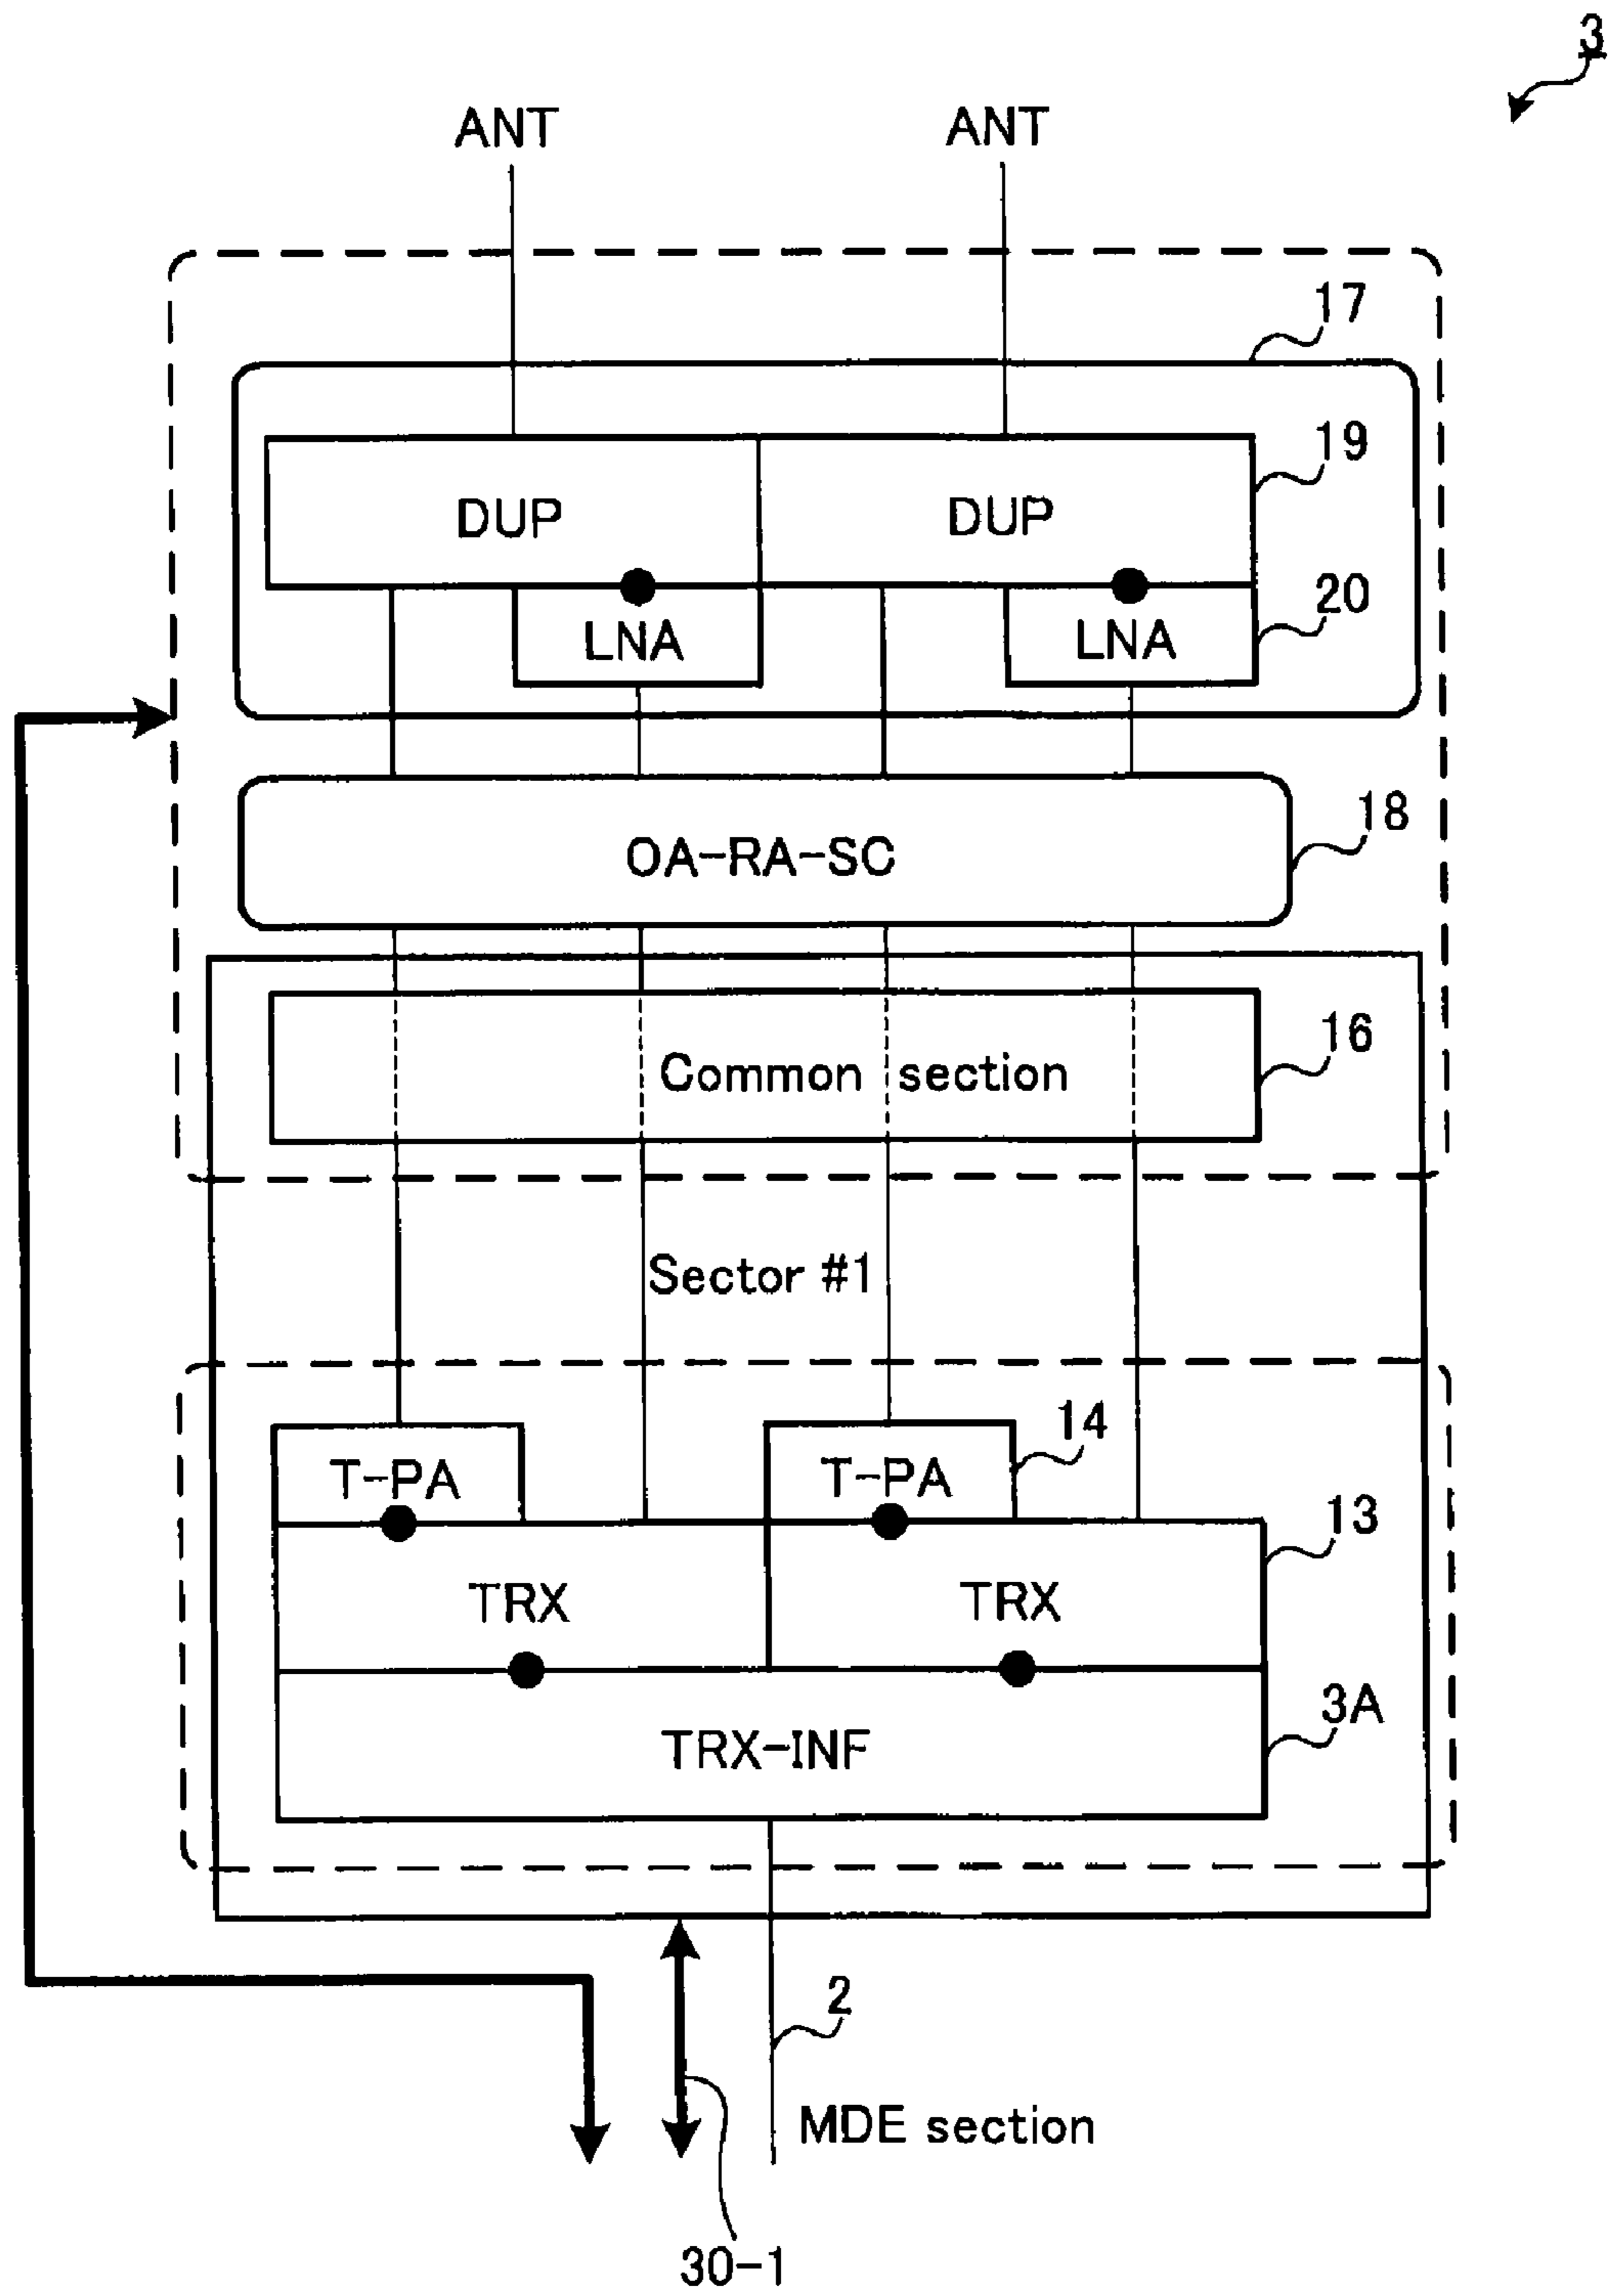 3
ANT ANT
17
19
DUP DUP
20
LNA LNA
18
OA-RA-SC
16
Common section
Sector #1
14
T-PA T-PA
13
TRX TRX
3A
TRX-INF
2
MDE section
30-1